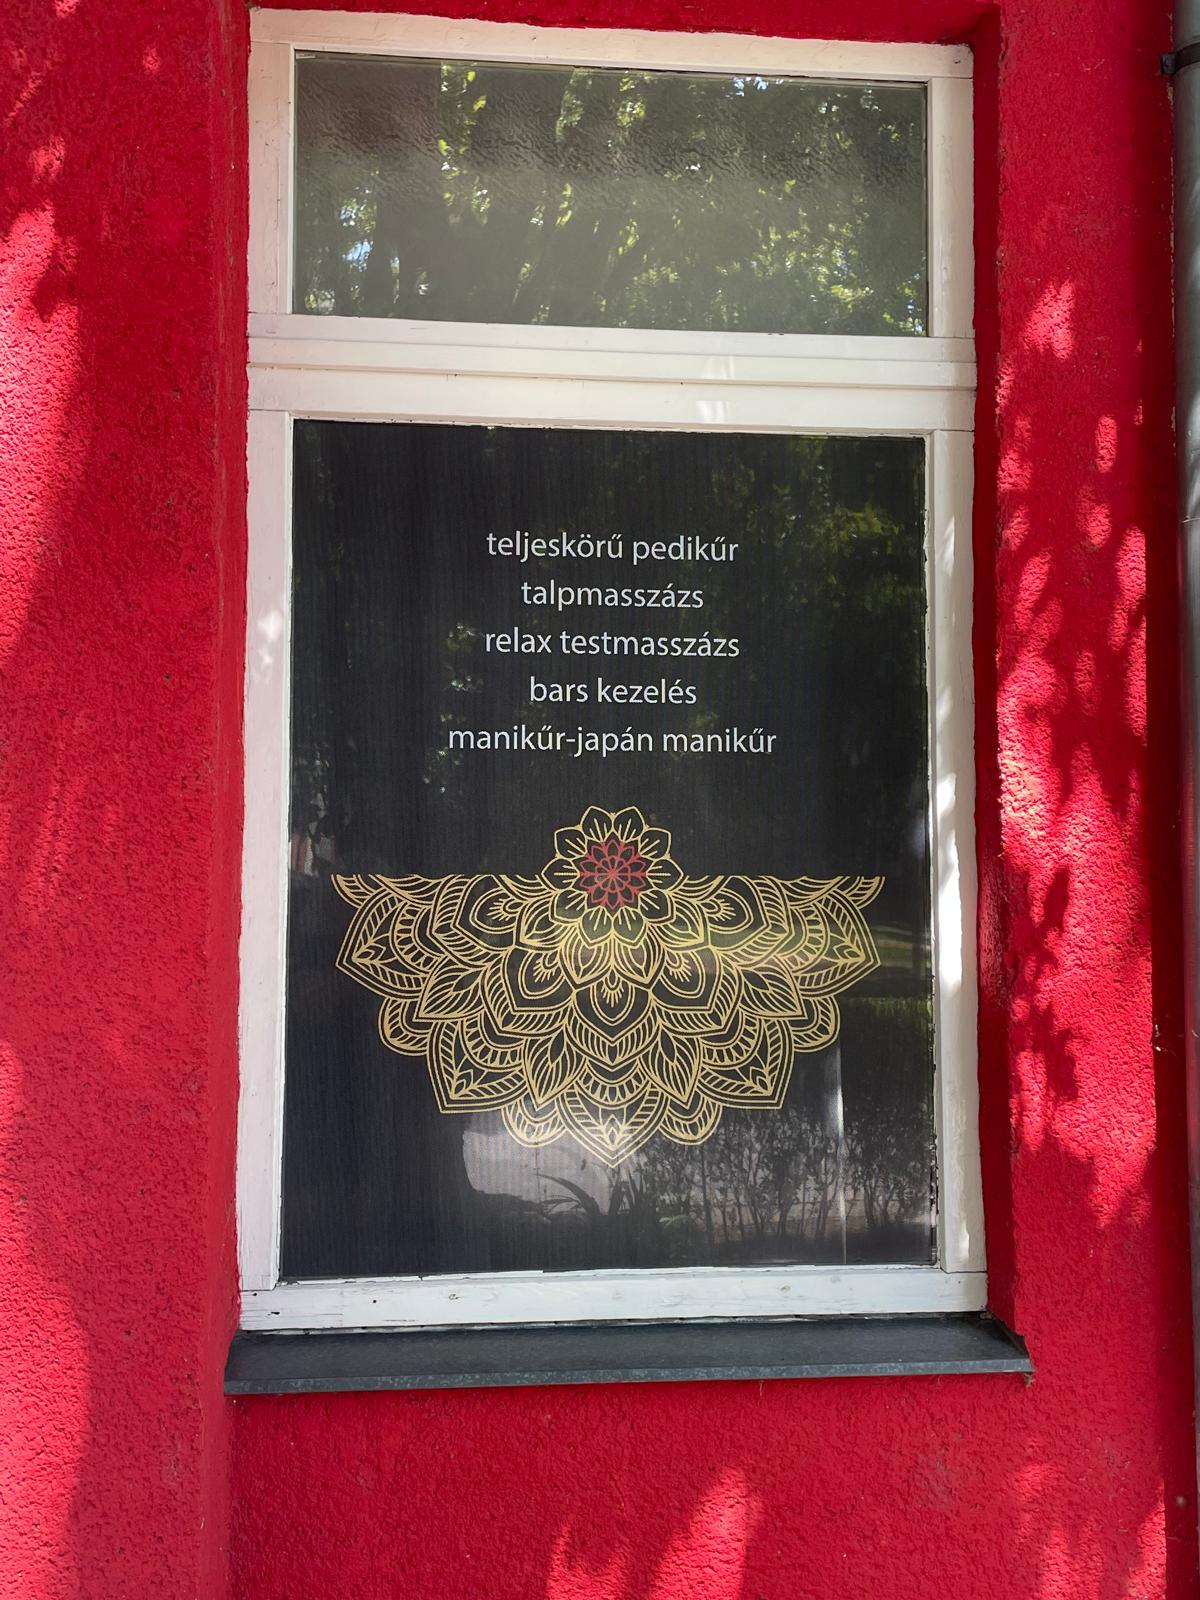 teljeskörű pedikűr
talpmasszázs
relax testmasszázs
bars kezelés
manikűr-japán manikűr